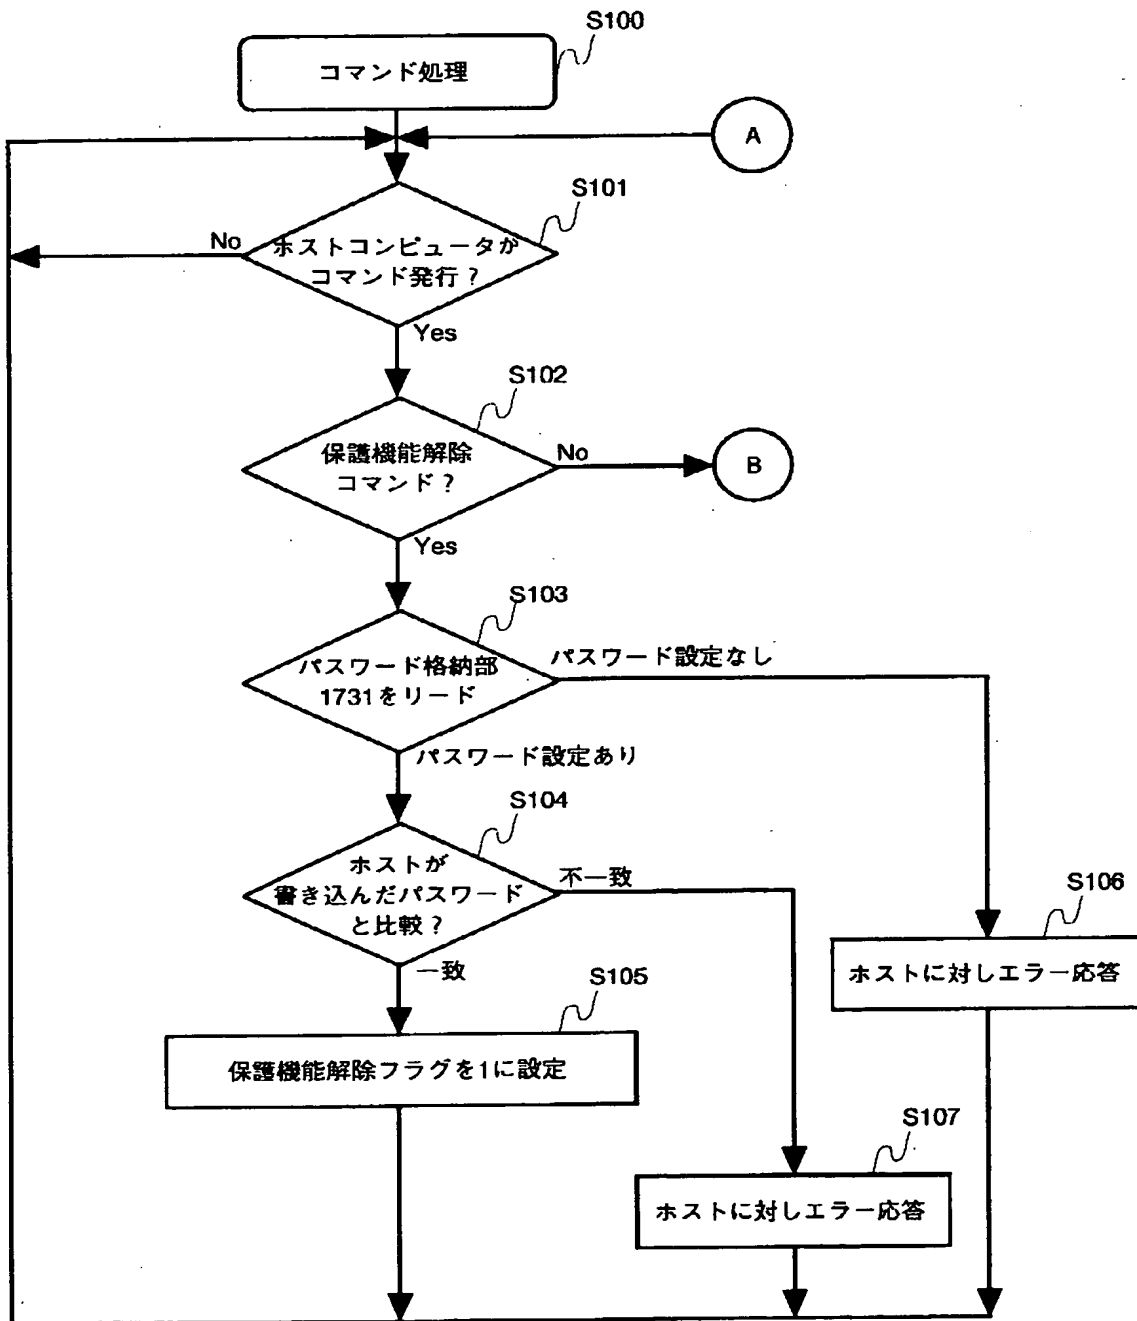 S100
コマンド処理
A
S101
No
ホストコンピュータが
コマンド発行?
Yes
S102
保護機能解除
コマンド?
No
B
Yes
S103
パスワード格納部
1731をリード
パスワード設定なし
パスワード設定あり
S104
ホストが
書き込んだパスワード
と比較?
不一致
一致
S106
ホストに対しエラー応答
S105
保護機能解除フラグを1に設定
S107
ホストに対しエラー応答